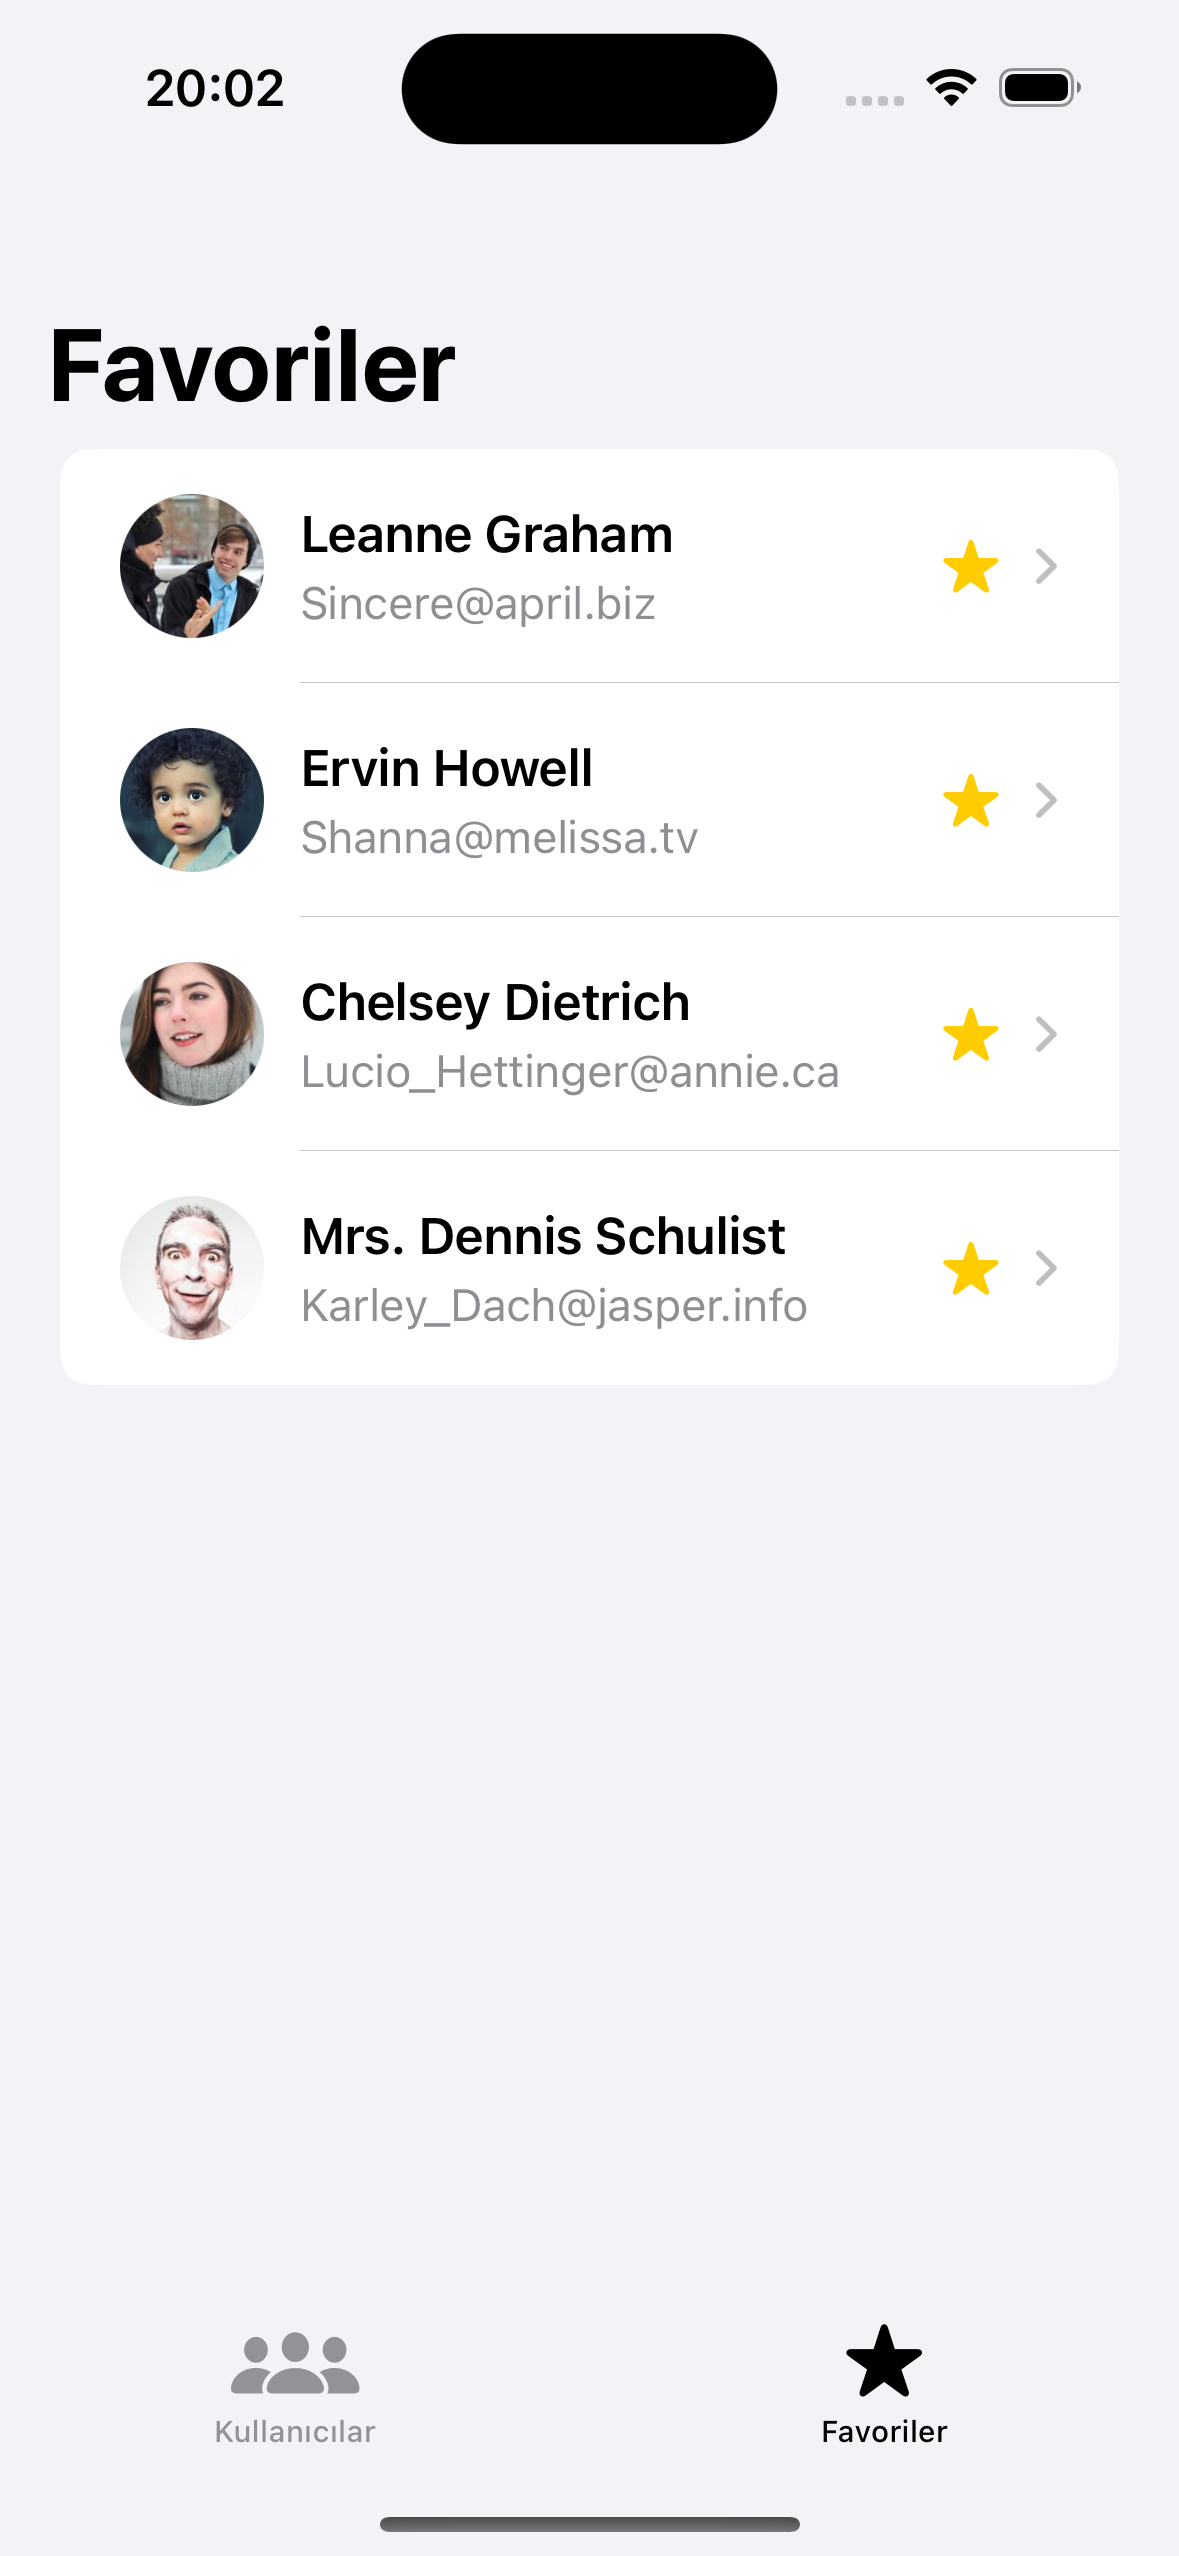 20:02
Favoriler
Leanne Graham
Sincere@april.biz
Ervin Howell
Shanna@melissa.tv
Chelsey Dietrich
Lucio_Hettinger@annie.ca
Mrs. Dennis Schulist
Karley_Dach@jasper.info
Kullanıcılar
Favoriler